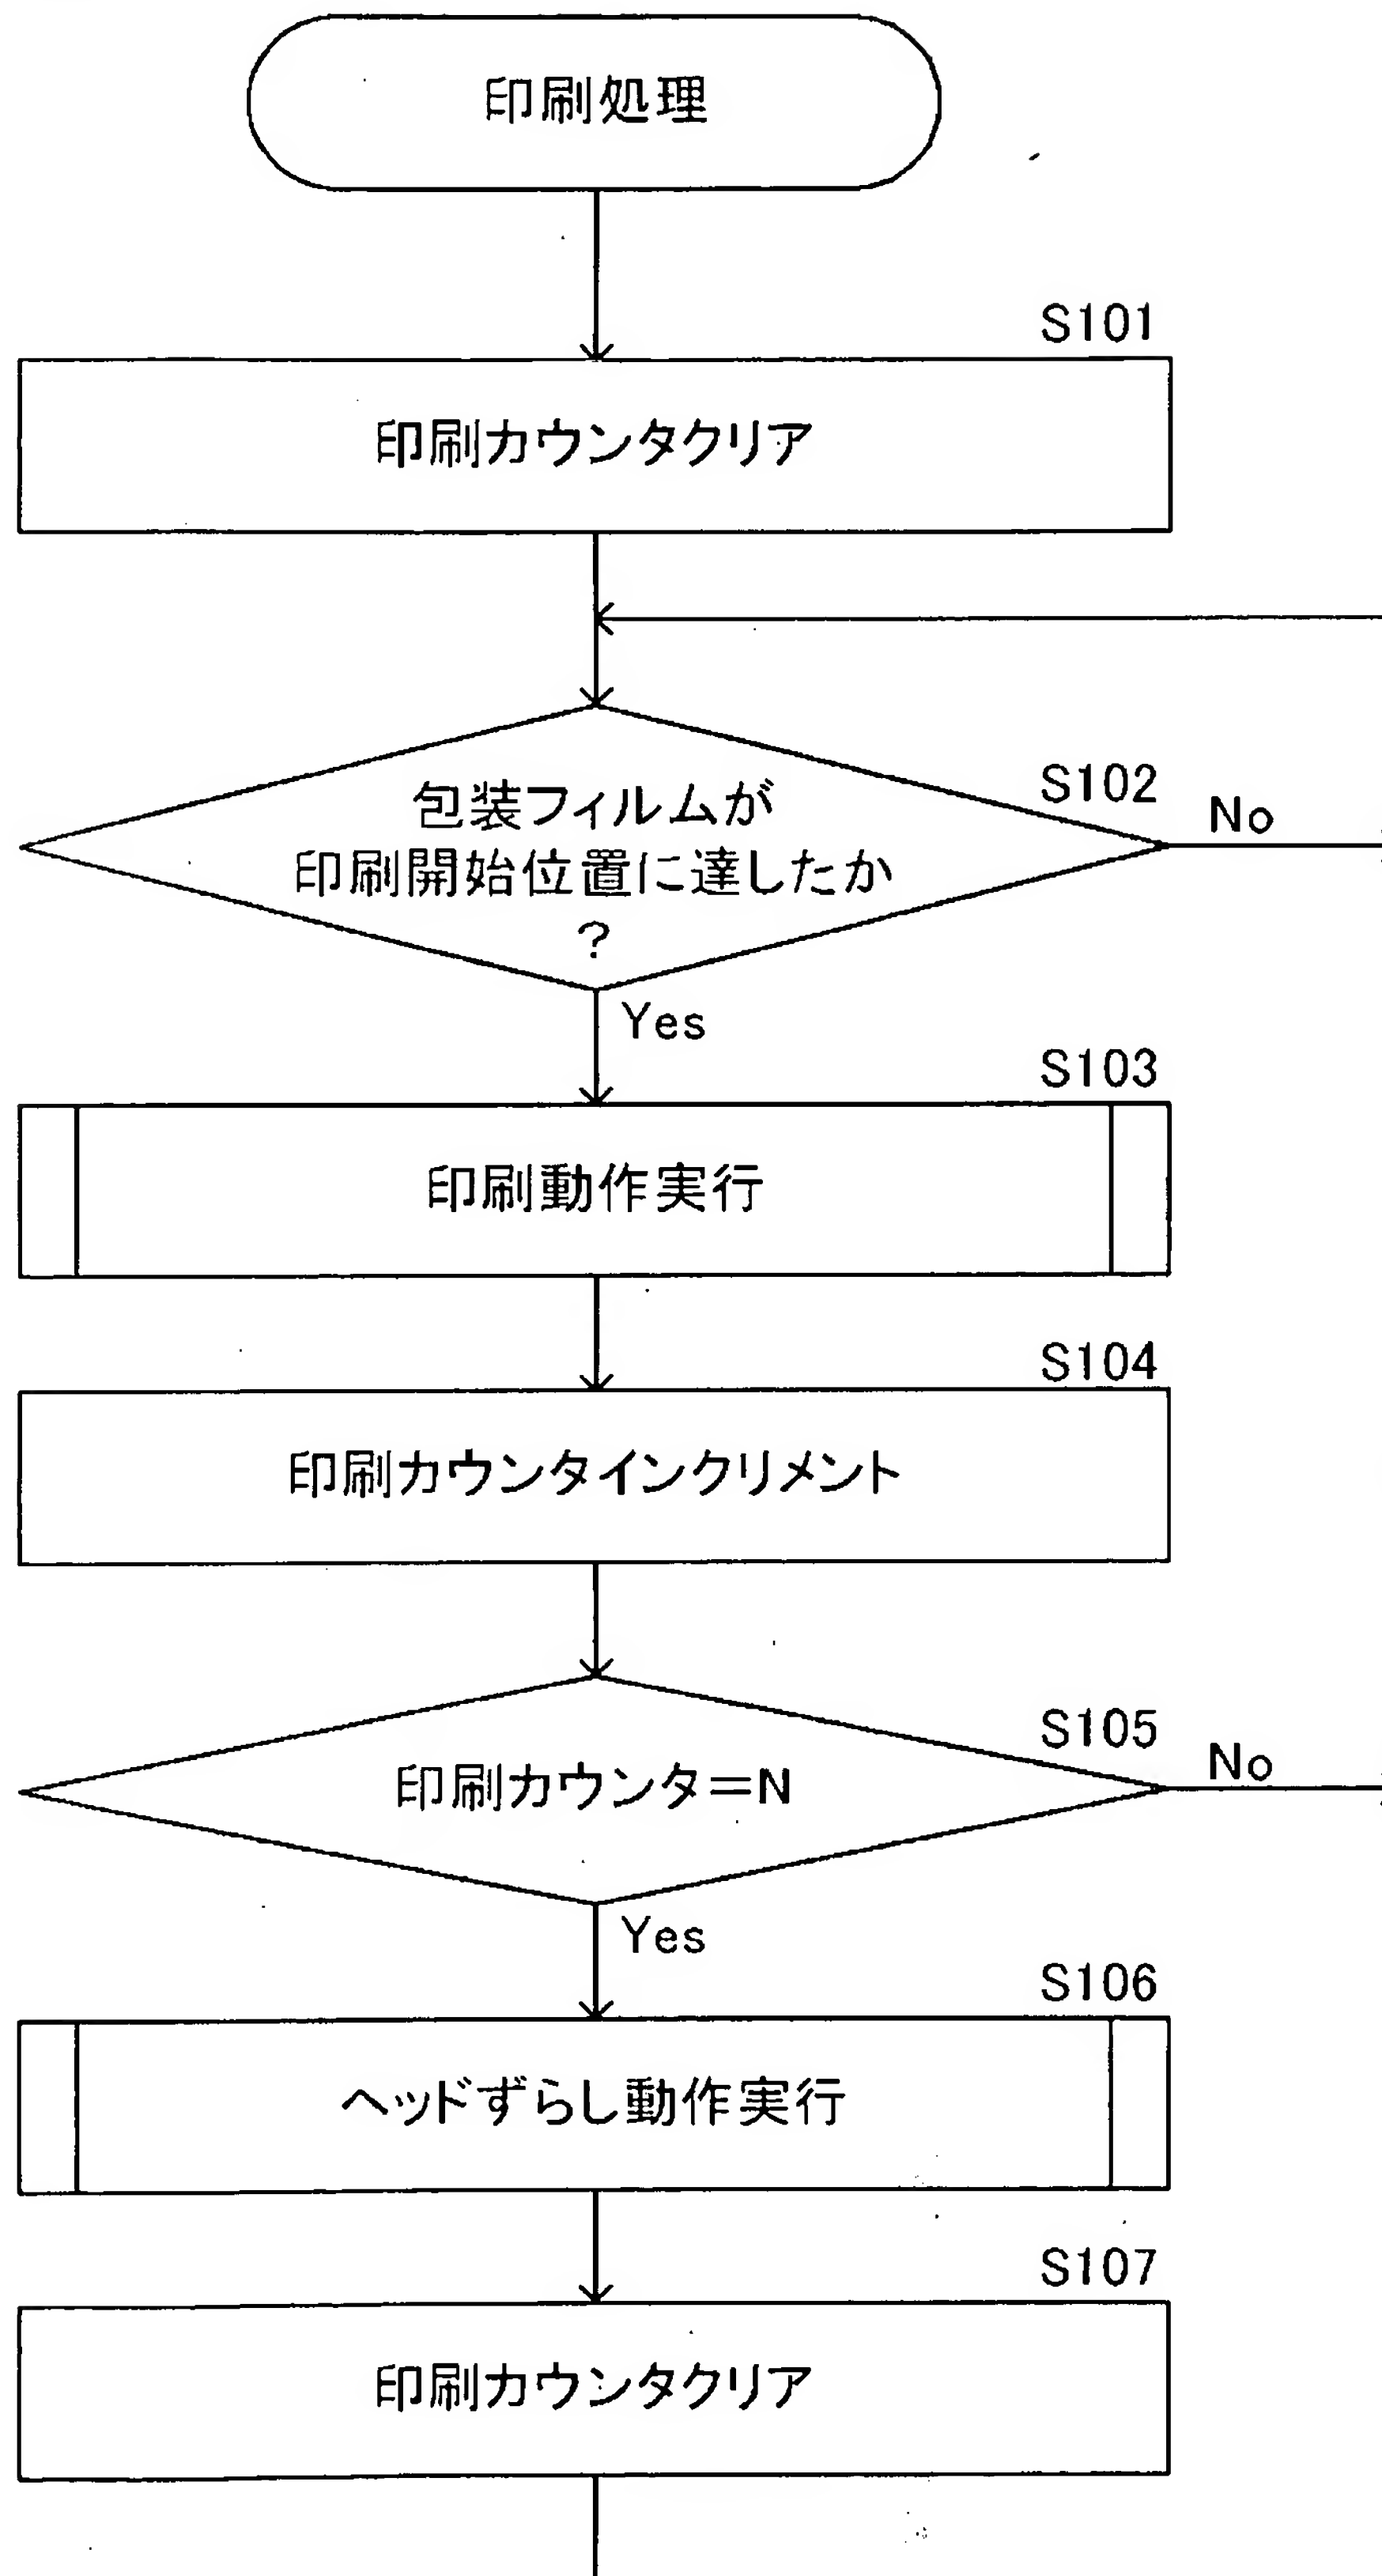 印刷処理
S101
印刷カウンタクリア
包装フィルムが
印刷開始位置に達したか
?
S102
No
Yes
S103
印刷動作実行
S104
印刷カウンタインクリメント
S105
印刷カウンタ=N
No
Yes
S106
ヘッドずらし動作実行
S107
印刷カウンタクリア